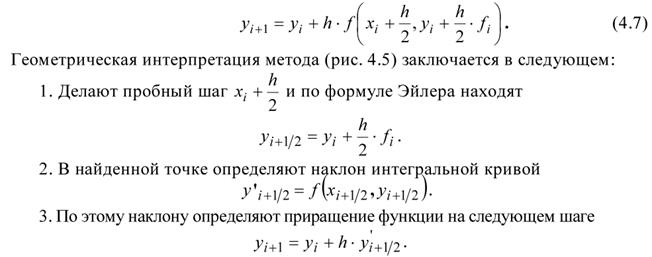 y_{i+1} = y_i + h · f(x_i + h/2, y_i + h/2 · f_i). (4.7)
Геометрическая интерпретация метода (рис. 4.5) заключается в следующем:
1. Делают пробный шаг x_i + h/2 и по формуле Эйлера находят
y_{i+1/2} = y_i + h/2 · f_i.
2. В найденной точке определяют наклон интегральной кривой
y'_{i+1/2} = f(x_{i+1/2}, y_{i+1/2}).
3. По этому наклону определяют приращение функции на следующем шаге
y_{i+1} = y_i + h · y'_{i+1/2}.